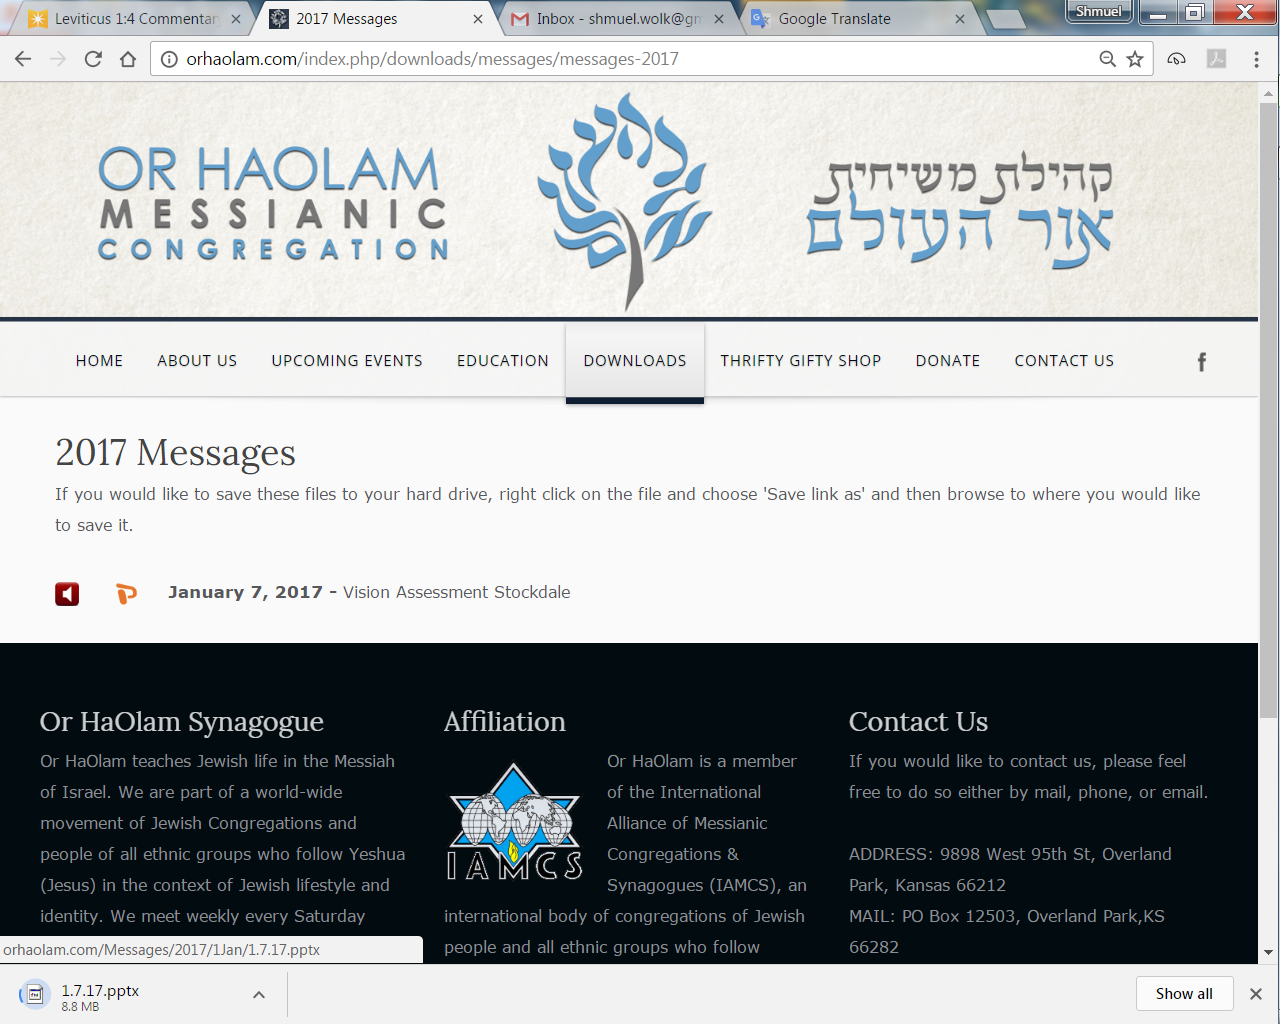 Leviticus 1:4 Commentar
2017 Messages
Inbox - shmuel.wolk@gm
Google Translate
Shmuel
orhaolam.com/index.php/downloads/messages/messages-2017
OR HAOLAM
MESSIANIC
CONGREGATION
קהילת משיחית
אור העולם
HOME
ABOUT US
UPCOMING EVENTS
EDUCATION
DOWNLOADS
THRIFTY GIFTY SHOP
DONATE
CONTACT US
f
2017 Messages
If you would like to save these files to your hard drive, right click on the file and choose 'Save link as' and then browse to where you would like
to save it.
January 7, 2017 - Vision Assessment Stockdale
Or HaOlam Synagogue
Or HaOlam teaches Jewish life in the Messiah
of Israel. We are part of a world-wide
movement of Jewish Congregations and
people of all ethnic groups who follow Yeshua
(Jesus) in the context of Jewish lifestyle and
identity. We meet weekly every Saturday
Affiliation
IAMCS
Or HaOlam is a member
of the International
Alliance of Messianic
Congregations &
Synagogues (IAMCS), an
international body of congregations of Jewish
people and all ethnic groups who follow
Contact Us
If you would like to contact us, please feel
free to do so either by mail, phone, or email.
ADDRESS: 9898 West 95th St, Overland
Park, Kansas 66212
MAIL: PO Box 12503, Overland Park,KS
66282
orhaolam.com/Messages/2017/1Jan/1.7.17.pptx
1.7.17.pptx
8.8 MB
Show all